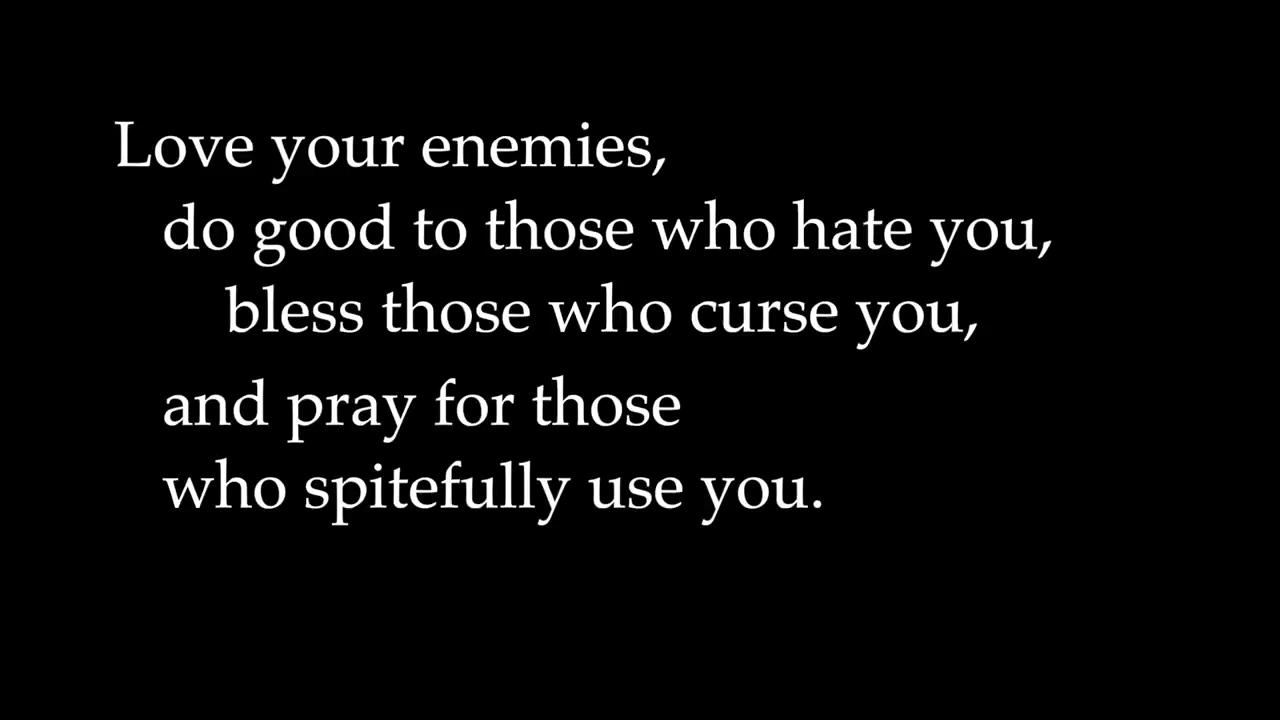 Love your enemies,
do good to those who hate you,
bless those who curse you,
and pray for those
who spitefully use you.